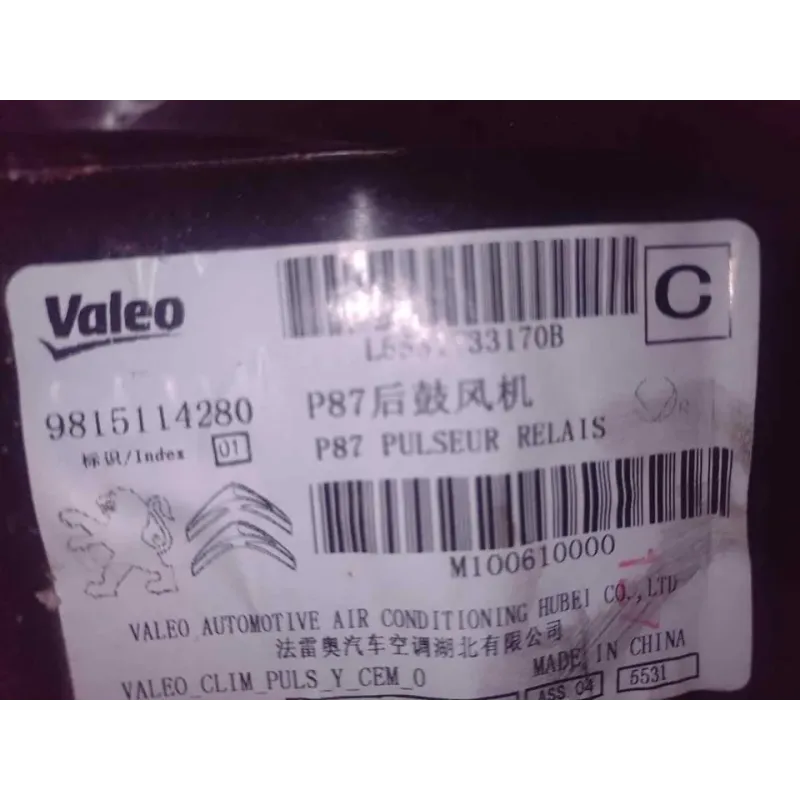 Valeo
C
33170B
9815114280
P87后鼓风机
标识/Index 01
P87 PULSEUR RELAIS
M100610000
VALEO AUTOMOTIVE AIR CONDITIONING HUBEI CO.,LTD
法雷奥汽车空调湖北有限公司
MADE IN CHINA
VALEO_CLIM_PULS_Y_CEM_0
ASS 04
5531